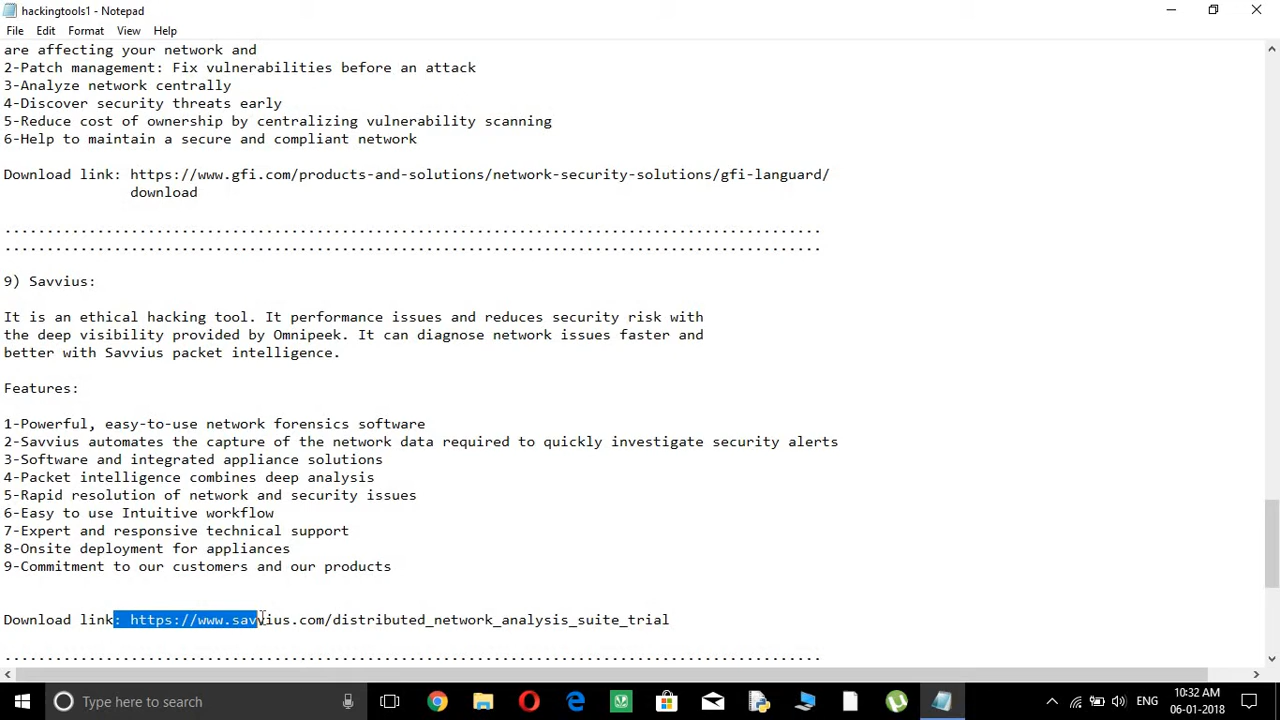 hackingtools1 - Notepad
File Edit Format View Help
are affecting your network and
2-Patch management: Fix vulnerabilities before an attack
3-Analyze network centrally
4-Discover security threats early
5-Reduce cost of ownership by centralizing vulnerability scanning
6-Help to maintain a secure and compliant network
Download link: https://www.gfi.com/products-and-solutions/network-security-solutions/gfi-languard/
download
.................................................................................................
.................................................................................................
9) Savvius:
It is an ethical hacking tool. It performance issues and reduces security risk with
the deep visibility provided by Omnipeek. It can diagnose network issues faster and
better with Savvius packet intelligence.
Features:
1-Powerful, easy-to-use network forensics software
2-Savvius automates the capture of the network data required to quickly investigate security alerts
3-Software and integrated appliance solutions
4-Packet intelligence combines deep analysis
5-Rapid resolution of network and security issues
6-Easy to use Intuitive workflow
7-Expert and responsive technical support
8-Onsite deployment for appliances
9-Commitment to our customers and our products
Download link: https://www.savvius.com/distributed_network_analysis_suite_trial
.................................................................................................
Type here to search
ENG
10:32 AM
06-01-2018